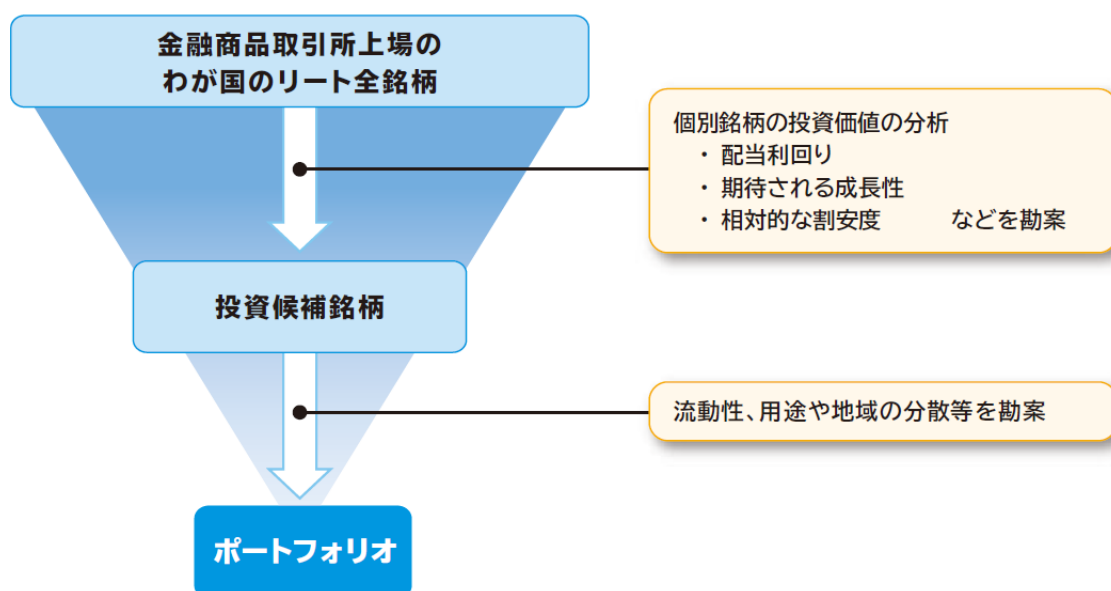 金融商品取引所上場の
わが国のリート全銘柄
個別銘柄の投資価値の分析
・ 配当利回り
・ 期待される成長性
・ 相対的な割安度　　　などを勘案
投資候補銘柄
流動性、用途や地域の分散等を勘案
ポートフォリオ